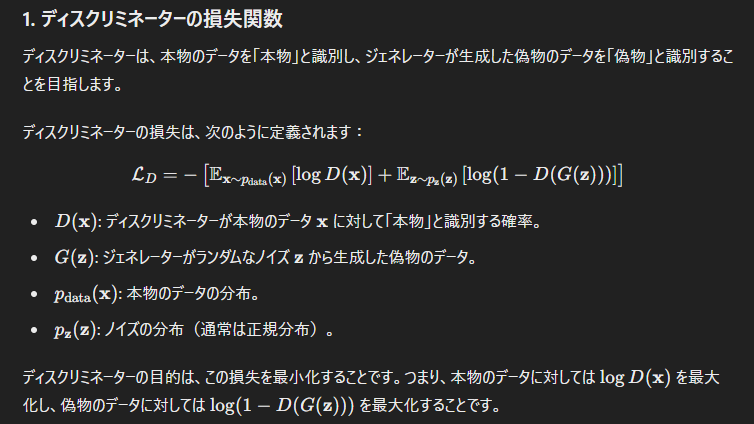 1. ディスクリミネーターの損失関数
ディスクリミネーターは、本物のデータを「本物」と識別し、ジェネレーターが生成した偽物のデータを「偽物」と識別するこ
とを目指します。
ディスクリミネーターの損失は、次のように定義されます：
$\mathcal{L}_D = -\left[\mathbb{E}_{\mathbf{x}\sim p_{\text{data}}(\mathbf{x})}[\log D(\mathbf{x})] + \mathbb{E}_{\mathbf{z}\sim p_{\mathbf{z}}(\mathbf{z})}[\log(1 - D(G(\mathbf{z})))]\right]$
• $D(\mathbf{x})$: ディスクリミネーターが本物のデータ $\mathbf{x}$ に対して「本物」と識別する確率。
• $G(\mathbf{z})$: ジェネレーターがランダムなノイズ $\mathbf{z}$ から生成した偽物のデータ。
• $p_{\text{data}}(\mathbf{x})$: 本物のデータの分布。
• $p_{\mathbf{z}}(\mathbf{z})$: ノイズの分布（通常は正規分布）。
ディスクリミネーターの目的は、この損失を最小化することです。つまり、本物のデータに対しては $\log D(\mathbf{x})$ を最大
化し、偽物のデータに対しては $\log(1 - D(G(\mathbf{z})))$ を最大化することです。